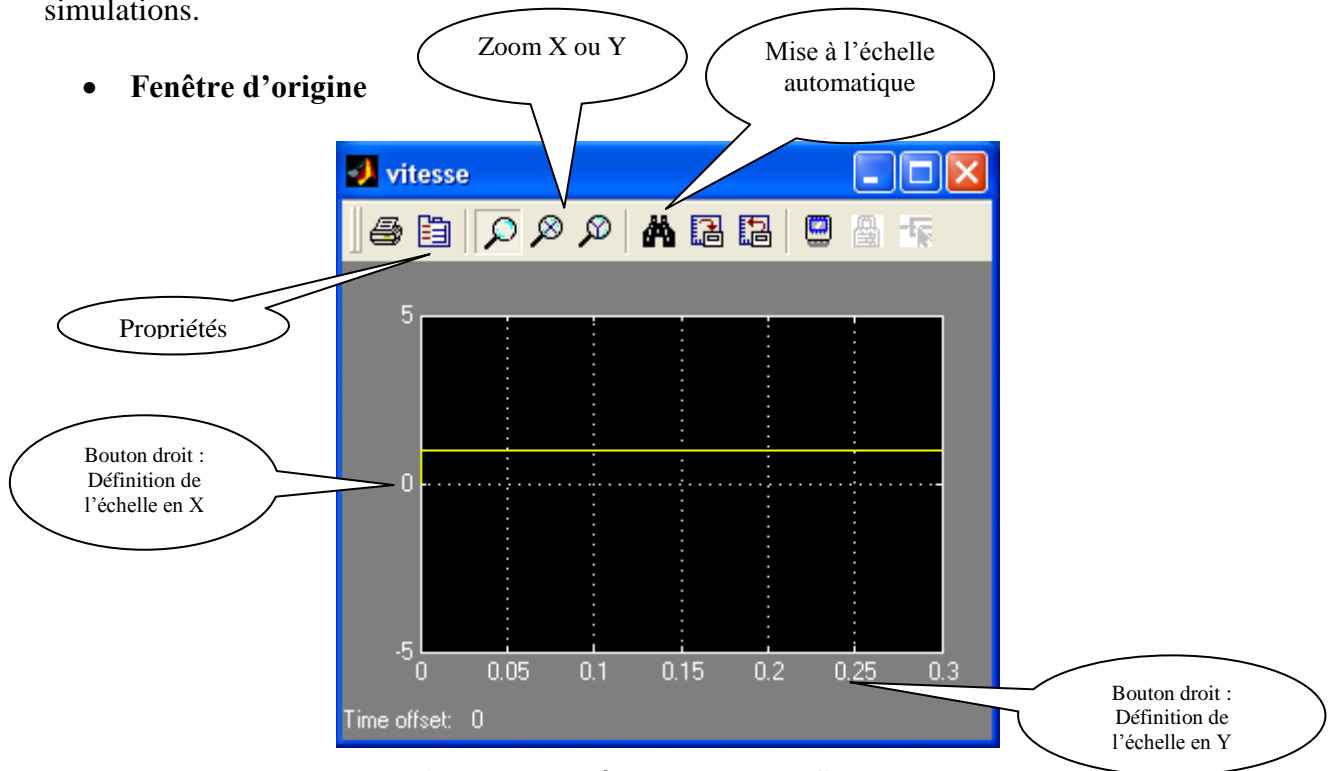 simulations.
Zoom X ou Y
Mise à l’échelle
automatique
• Fenêtre d’origine
vitesse
Propriétés
5
Bouton droit :
Définition de
l’échelle en X
0
-5
0 0.05 0.1 0.15 0.2 0.25 0.3
Time offset: 0
Bouton droit :
Définition de
l’échelle en Y